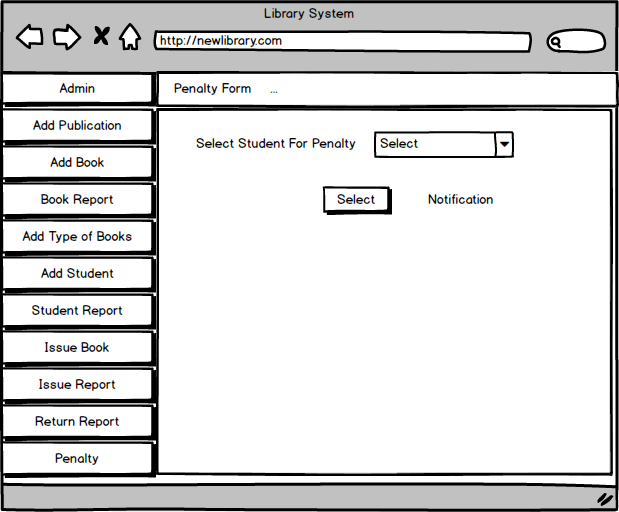 Library System
http://newlibrary.com
Admin
Penalty Form ...
Add Publication
Select Student For Penalty Select
Add Book
Book Report
Select Notification
Add Type of Books
Add Student
Student Report
Issue Book
Issue Report
Return Report
Penalty